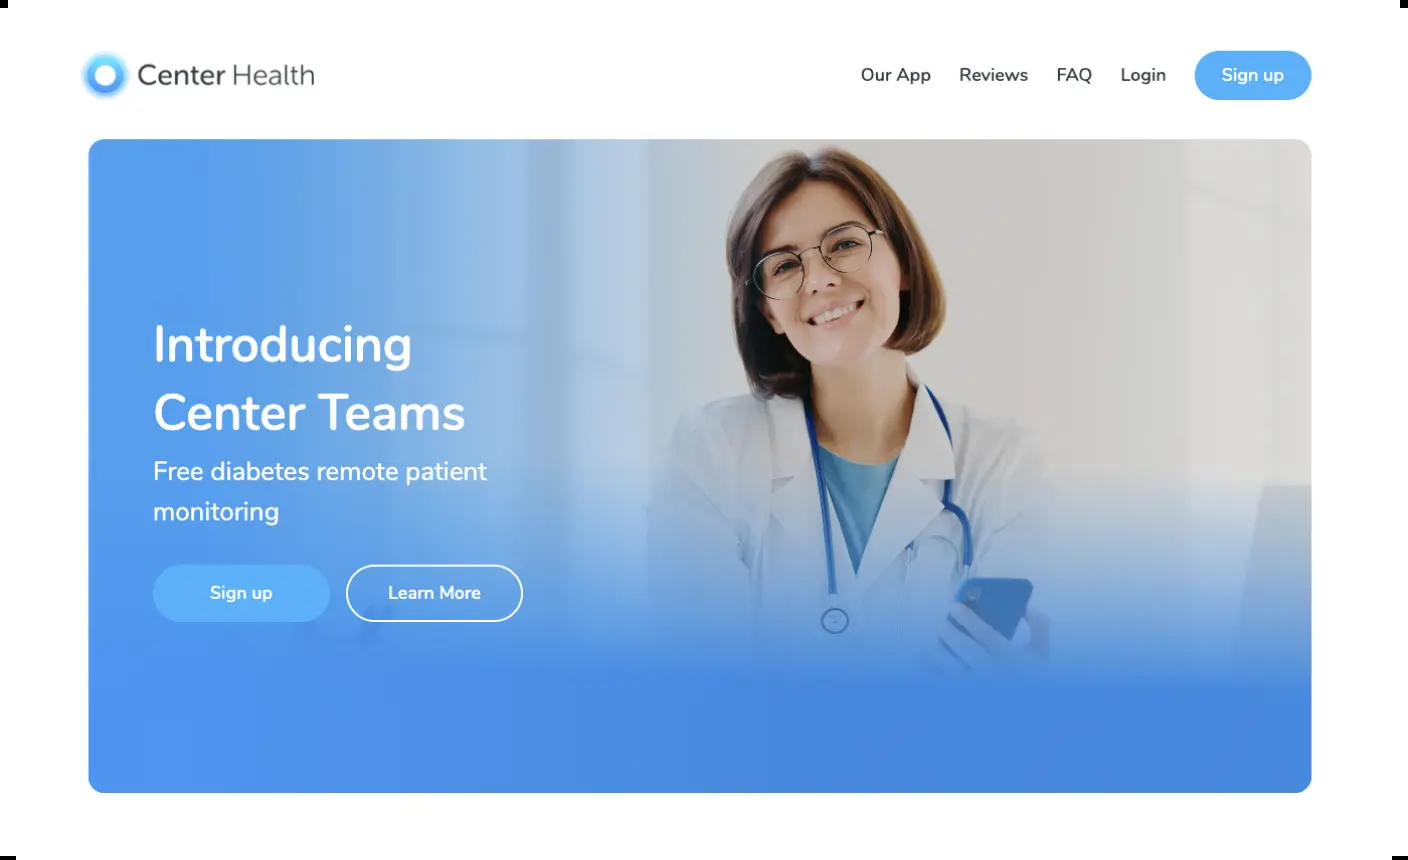 Center Health
Our App
Reviews
FAQ
Login
Sign up
Introducing
Center Teams
Free diabetes remote patient
monitoring
Sign up
Learn More